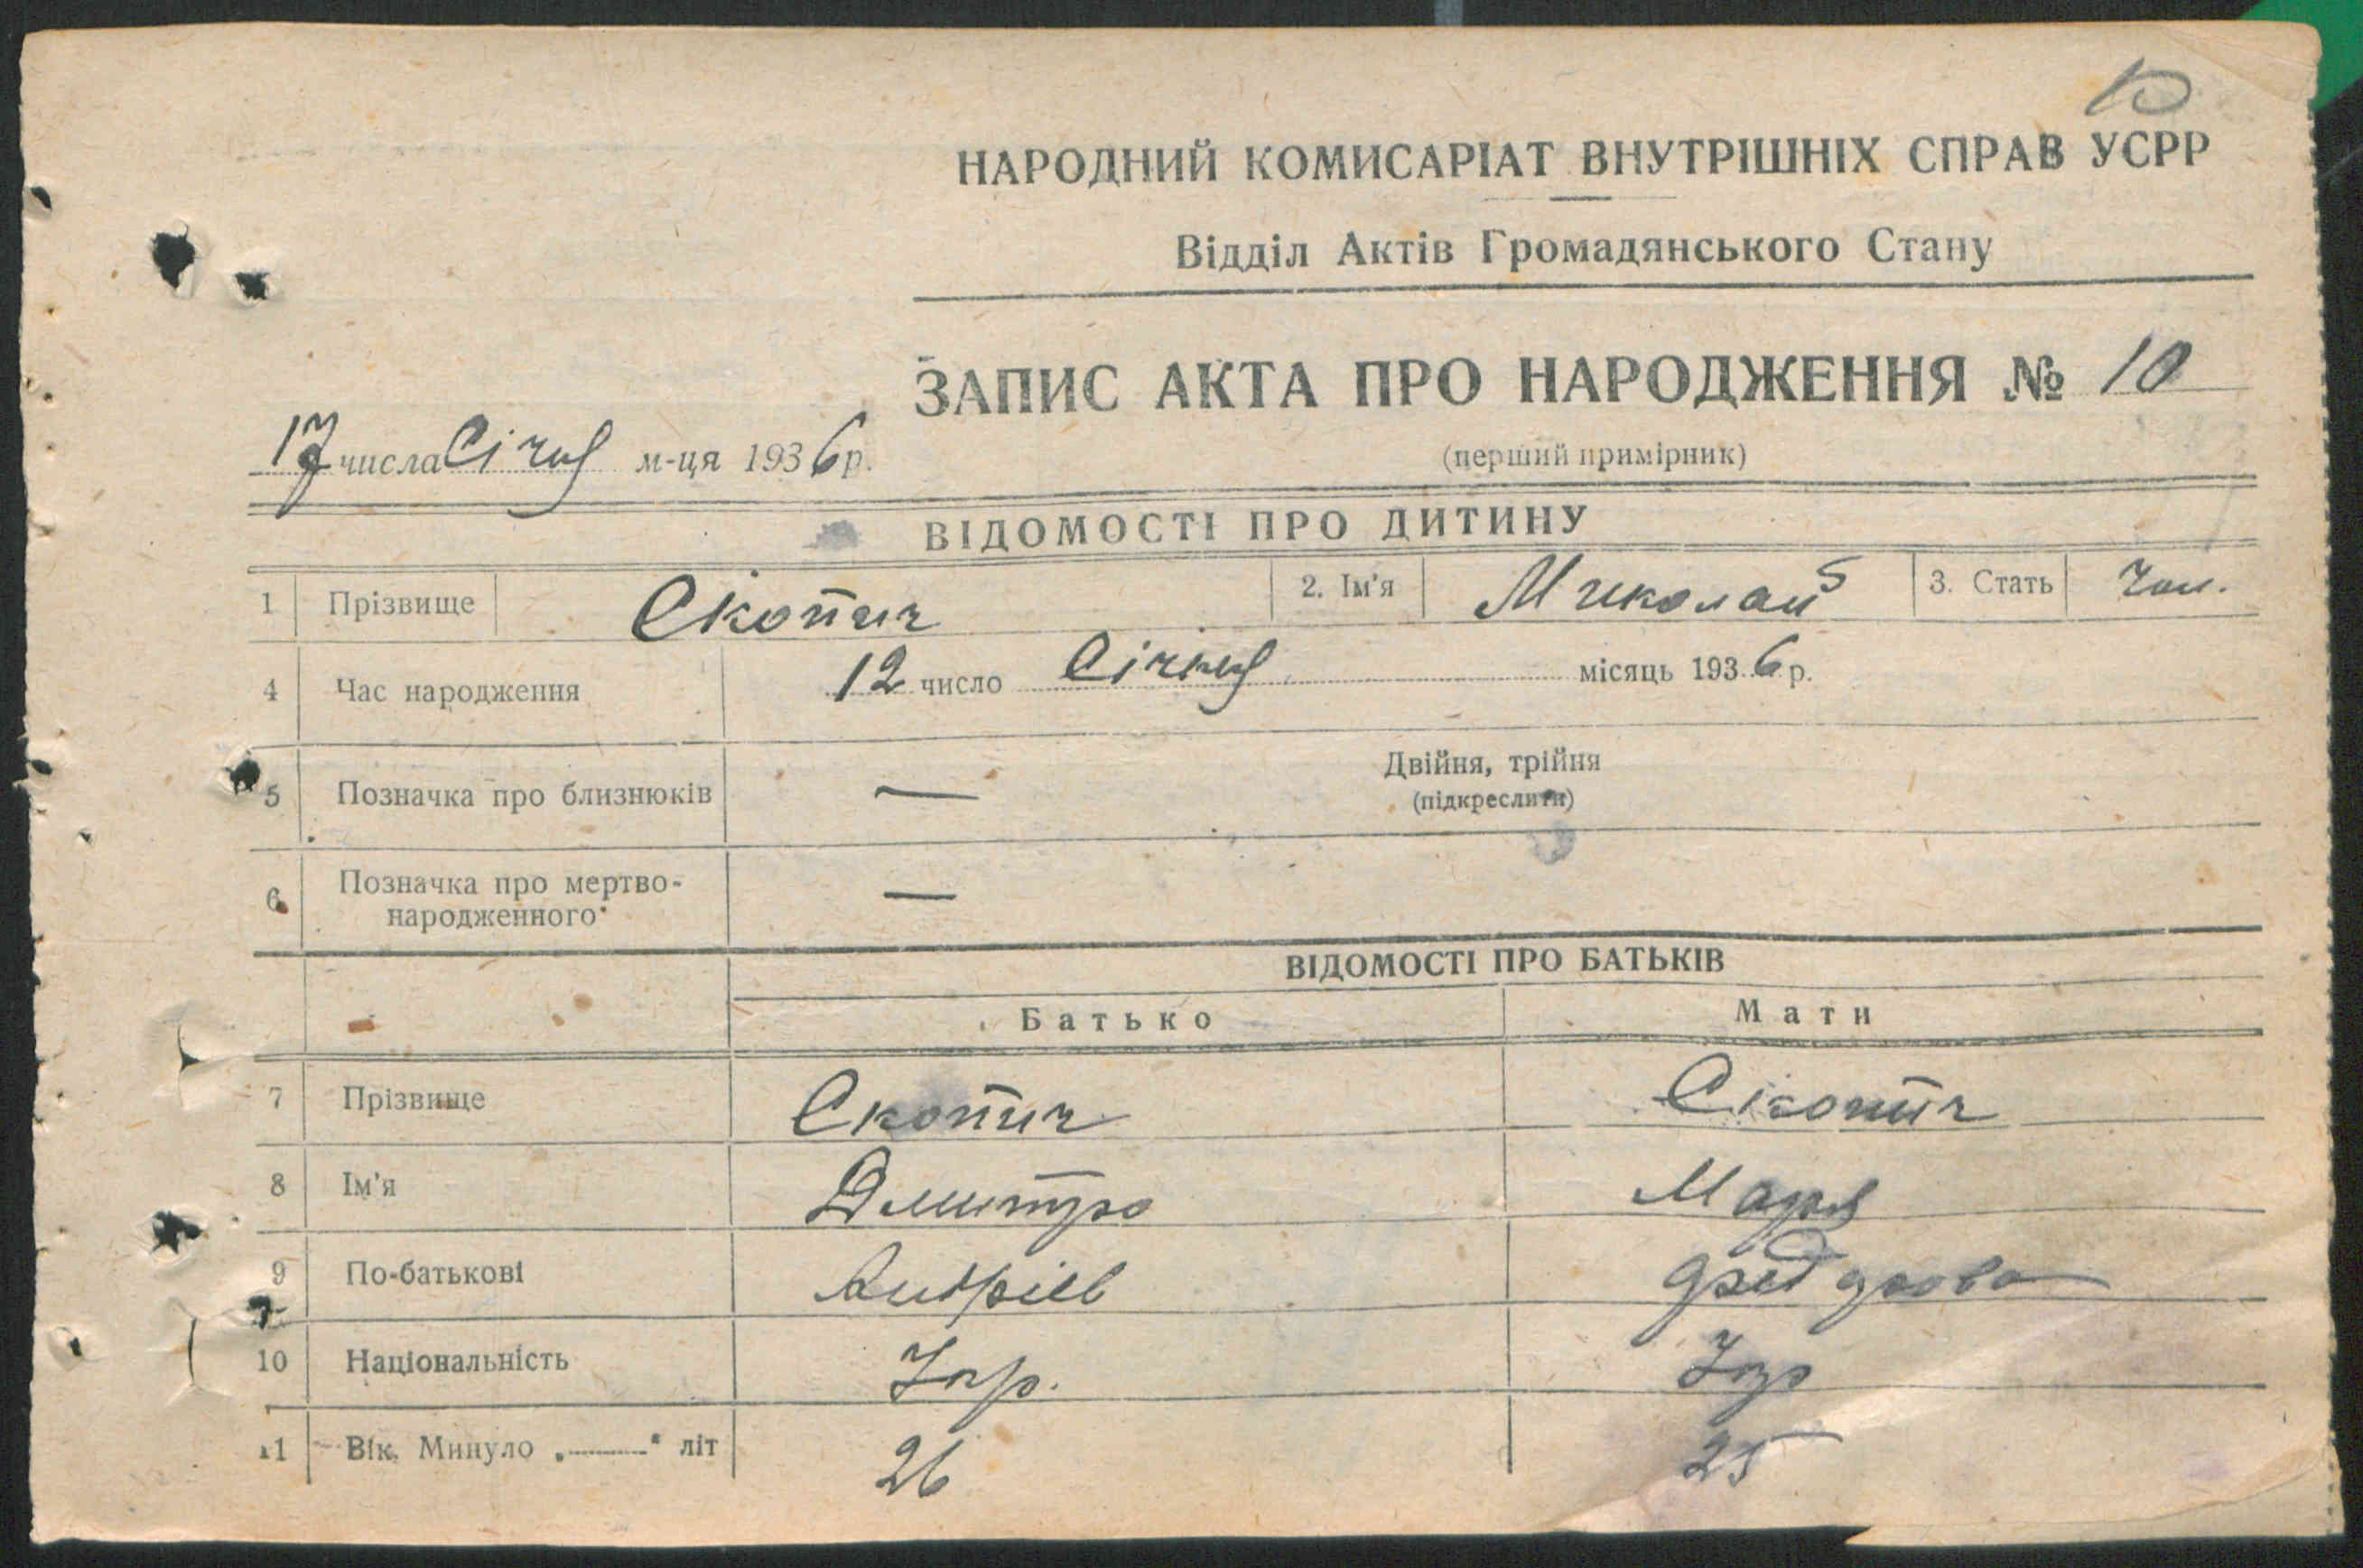 10
НАРОДНИЙ КОМИСАРІАТ ВНУТРІШНІХ СПРАВ УСРР
Відділ Актів Громадянського Стану
ЗАПИС АКТА ПРО НАРОДЖЕННЯ № 10
17 числа Січня м-ця 1936 р.
(перший примірник)
ВІДОМОСТІ ПРО ДИТИНУ
1 Прізвище Скопич 2. Ім'я Миколай 3. Стать Чол.
4 Час народження 12 число Січня місяць 1936 р.
5 Позначка про близнюків — Двійня, трійня
(підкреслити)
6 Позначка про мертво-
народженного —
ВІДОМОСТІ ПРО БАТЬКІВ
Батько Мати
7 Прізвище Скопич Скопич
8 Ім'я Дмитро Марія
9 По-батькові Андріев Федорова
10 Національність Укр. Укр
11 Вік. Минуло „ " літ 26 25